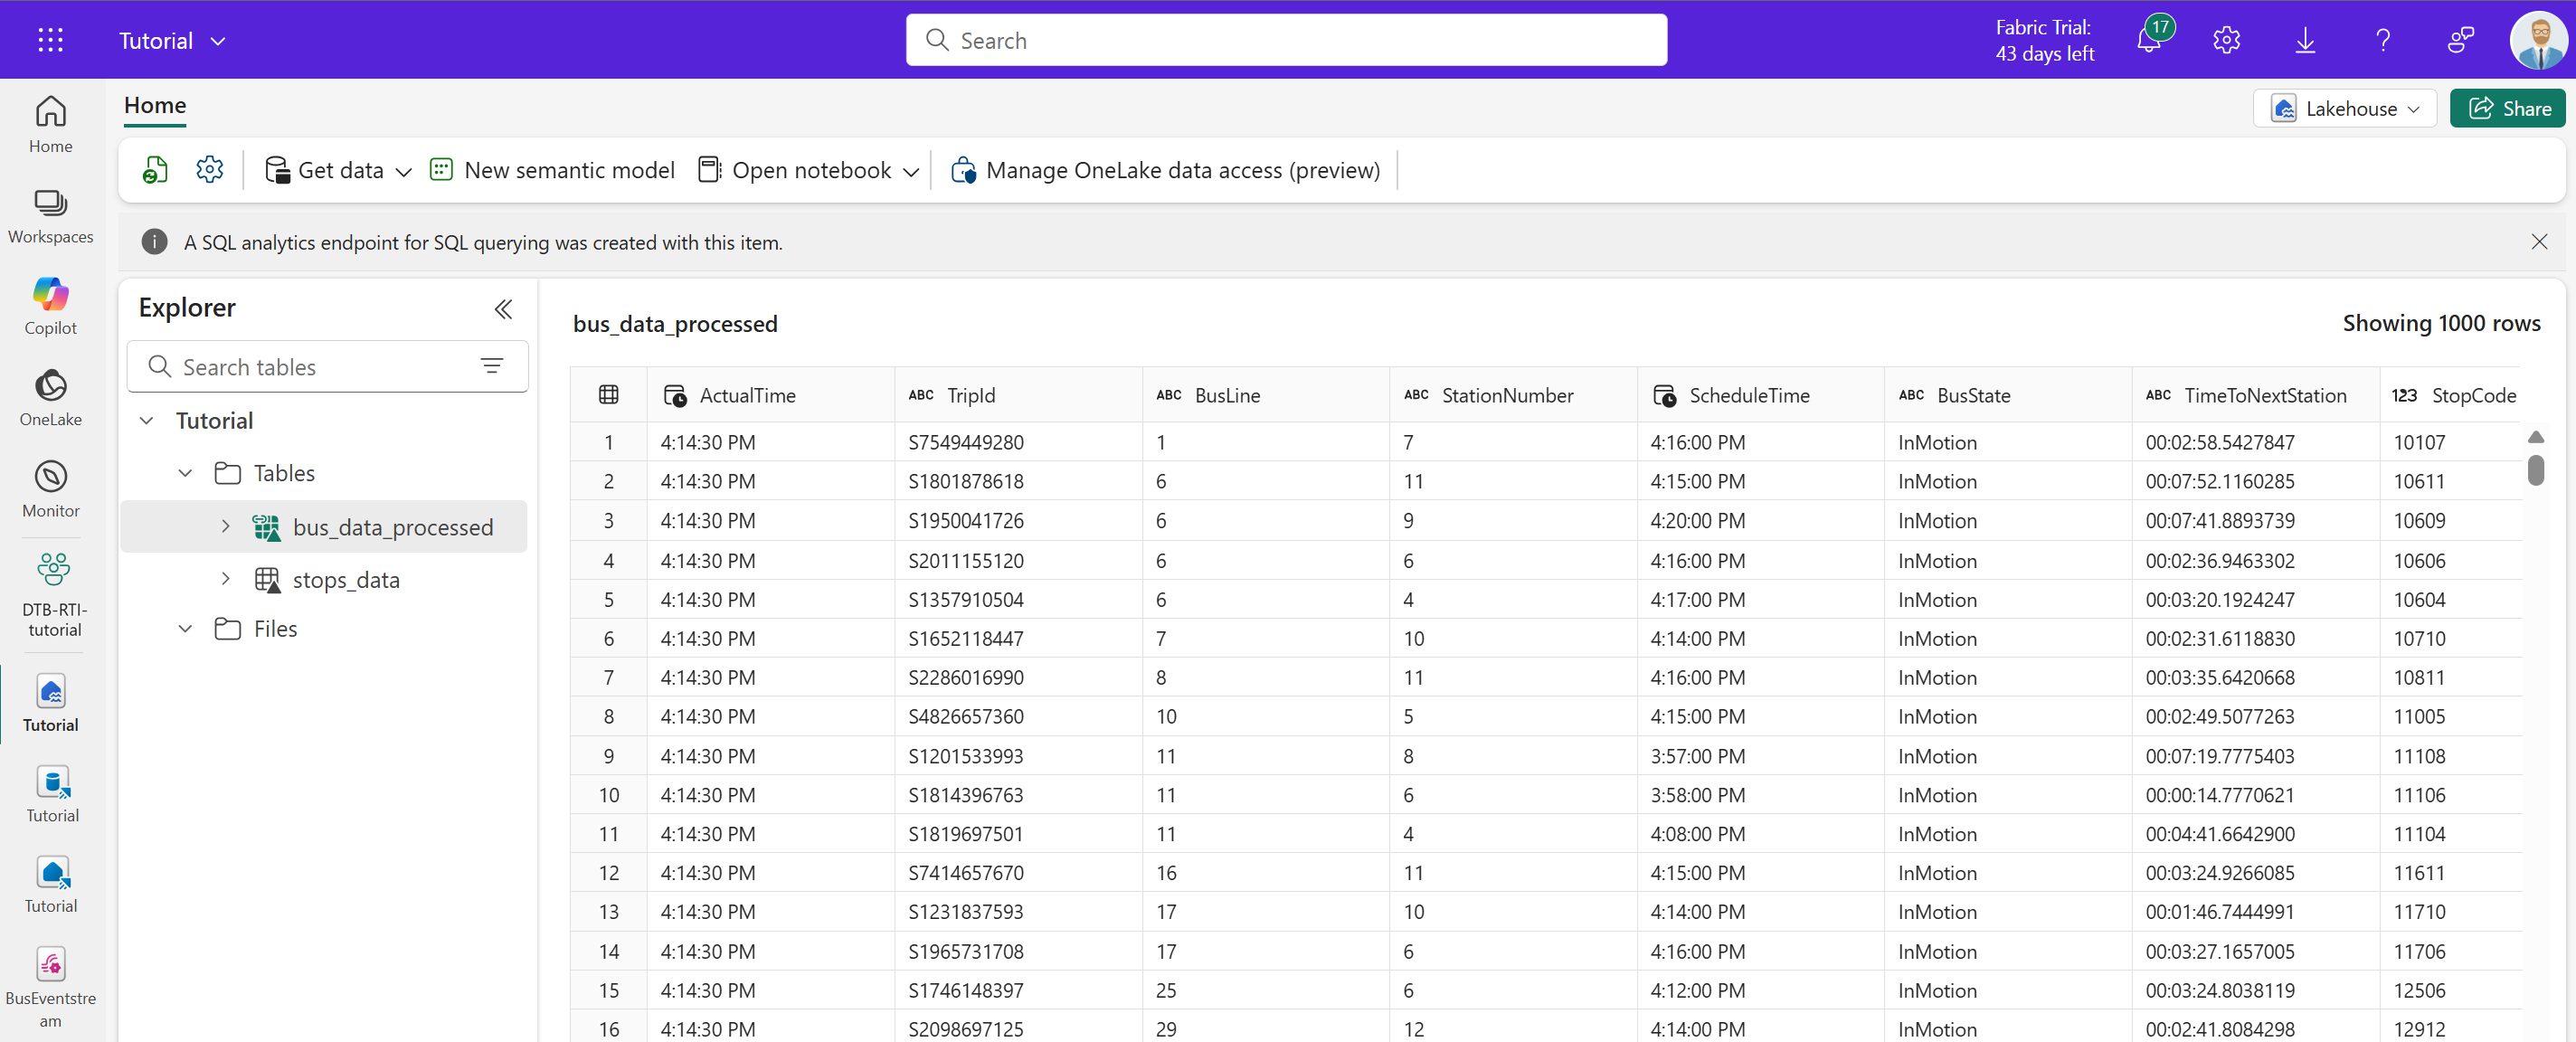 Tutorial
Search
Fabric Trial:
43 days left
17
Home
Lakehouse
Share
Get data
New semantic model
Open notebook
Manage OneLake data access (preview)
A SQL analytics endpoint for SQL querying was created with this item.
Home
Workspaces
Copilot
OneLake
Monitor
DTB-RTI-
tutorial
Tutorial
Tutorial
Tutorial
BusEventstre
am
Explorer
Search tables
Tutorial
Tables
bus_data_processed
stops_data
Files
bus_data_processed
Showing 1000 rows
ActualTime ABC TripId ABC BusLine ABC StationNumber ScheduleTime ABC BusState ABC TimeToNextStation 123 StopCode
1 4:14:30 PM S7549449280 1 7 4:16:00 PM InMotion 00:02:58.5427847 10107
2 4:14:30 PM S1801878618 6 11 4:15:00 PM InMotion 00:07:52.1160285 10611
3 4:14:30 PM S1950041726 6 9 4:20:00 PM InMotion 00:07:41.8893739 10609
4 4:14:30 PM S2011155120 6 6 4:16:00 PM InMotion 00:02:36.9463302 10606
5 4:14:30 PM S1357910504 6 4 4:17:00 PM InMotion 00:03:20.1924247 10604
6 4:14:30 PM S1652118447 7 10 4:14:00 PM InMotion 00:02:31.6118830 10710
7 4:14:30 PM S2286016990 8 11 4:16:00 PM InMotion 00:03:35.6420668 10811
8 4:14:30 PM S4826657360 10 5 4:15:00 PM InMotion 00:02:49.5077263 11005
9 4:14:30 PM S1201533993 11 8 3:57:00 PM InMotion 00:07:19.7775403 11108
10 4:14:30 PM S1814396763 11 6 3:58:00 PM InMotion 00:00:14.7770621 11106
11 4:14:30 PM S1819697501 11 4 4:08:00 PM InMotion 00:04:41.6642900 11104
12 4:14:30 PM S7414657670 16 11 4:15:00 PM InMotion 00:03:24.9266085 11611
13 4:14:30 PM S1231837593 17 10 4:14:00 PM InMotion 00:01:46.7444991 11710
14 4:14:30 PM S1965731708 17 6 4:16:00 PM InMotion 00:03:27.1657005 11706
15 4:14:30 PM S1746148397 25 6 4:12:00 PM InMotion 00:03:24.8038119 12506
16 4:14:30 PM S2098697125 29 12 4:14:00 PM InMotion 00:02:41.8084298 12912